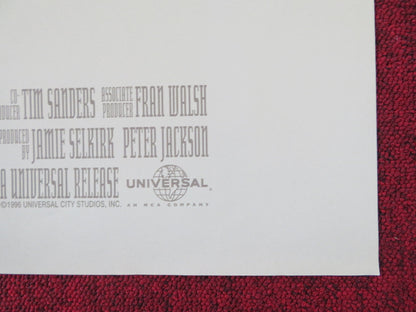 CO-
DUCER TIM SANDERS ASSOCIATE PRODUCER FRAN WALSH
PRODUCED BY JAMIE SELKIRK PETER JACKSON
A UNIVERSAL RELEASE UNIVERSAL ®
©1996 UNIVERSAL CITY STUDIOS, INC. AN MCA COMPANY